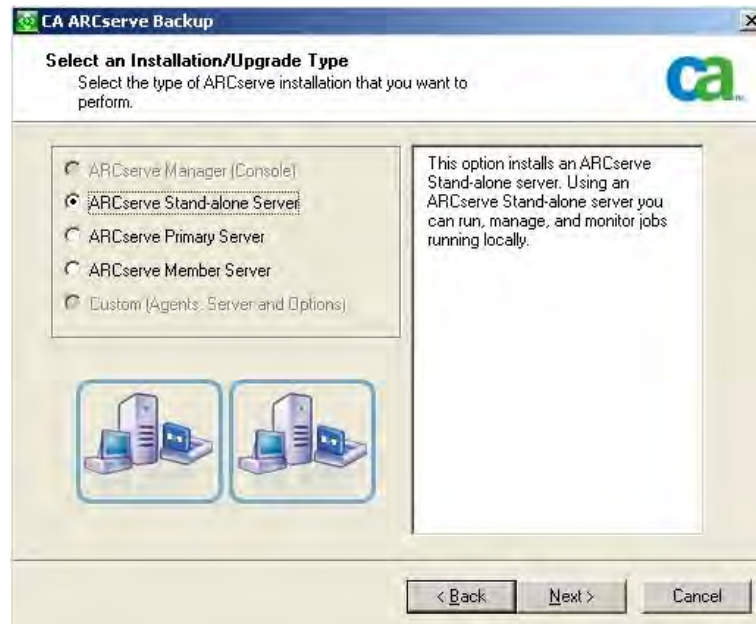 CA ARCserve Backup
Select an Installation/Upgrade Type
Select the type of ARCserve installation that you want to
perform.
ca
ARCserve Manager (Console)
ARCserve Stand-alone Server
ARCserve Primary Server
ARCserve Member Server
Custom (Agents, Server and Options)
This option installs an ARCserve
Stand-alone server. Using an
ARCserve Stand-alone server you
can run, manage, and monitor jobs
running locally.
< Back
Next >
Cancel